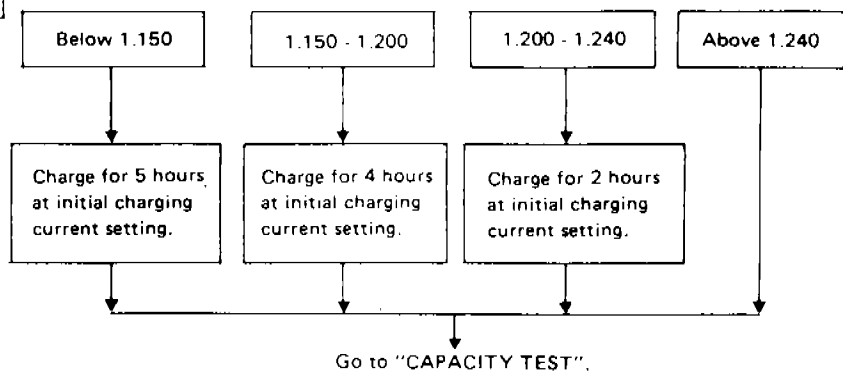 Below 1.150
1.150 - 1.200
1.200 - 1.240
Above 1.240
Charge for 5 hours
at initial charging
current setting.
Charge for 4 hours
at initial charging
current setting.
Charge for 2 hours
at initial charging
current setting.
Go to "CAPACITY TEST".